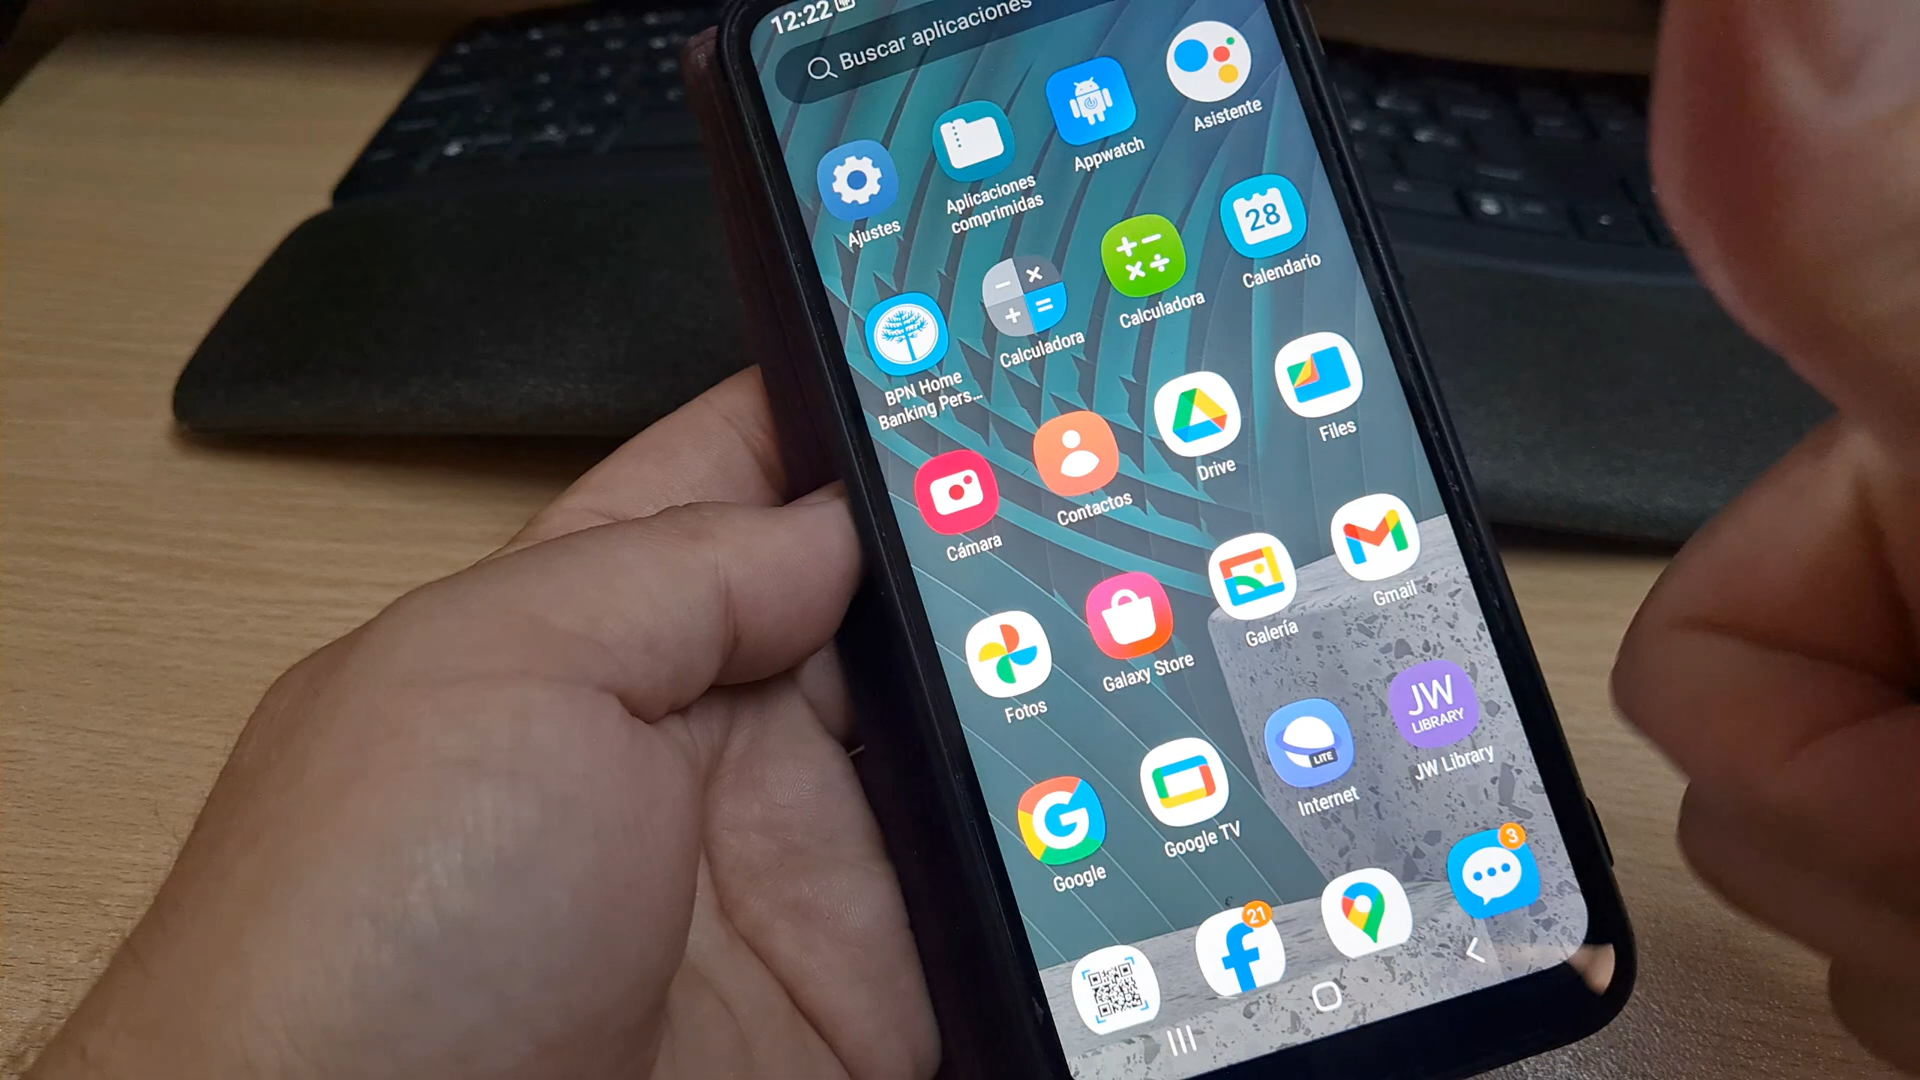 12:22
Buscar aplicaciones
Ajustes
Aplicaciones
comprimidas
Appwatch
Asistente
BPN Home
Banking Pers...
Calculadora
Calculadora
28
Calendario
Cámara
Contactos
Drive
Files
Fotos
Galaxy Store
Galería
Gmail
G
Google
Google TV
LITE
Internet
JW
LIBRARY
JW Library
21
3